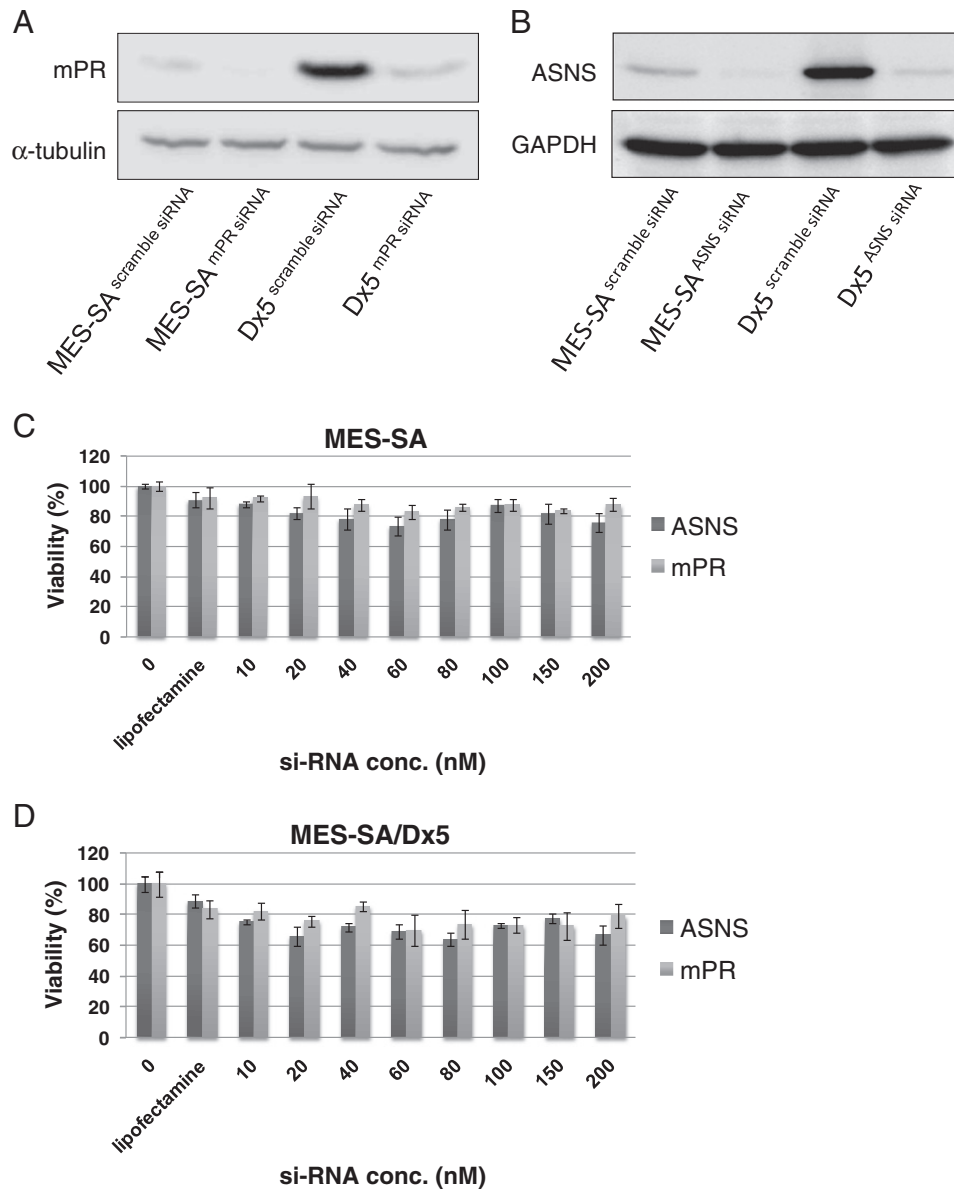 A
mPR
α-tubulin
MES-SA scramble siRNA
MES-SA mPR siRNA
Dx5 scramble siRNA
Dx5 mPR siRNA
B
ASNS
GAPDH
MES-SA scramble siRNA
MES-SA ASNS siRNA
Dx5 scramble siRNA
Dx5 ASNS siRNA
C
MES-SA
Viability (%)
120
100
80
60
40
20
0
0 lipofectamine 10 20 40 60 80 100 150 200
si-RNA conc. (nM)
ASNS
mPR
D
MES-SA/Dx5
Viability (%)
120
100
80
60
40
20
0
0 lipofectamine 10 20 40 60 80 100 150 200
si-RNA conc. (nM)
ASNS
mPR